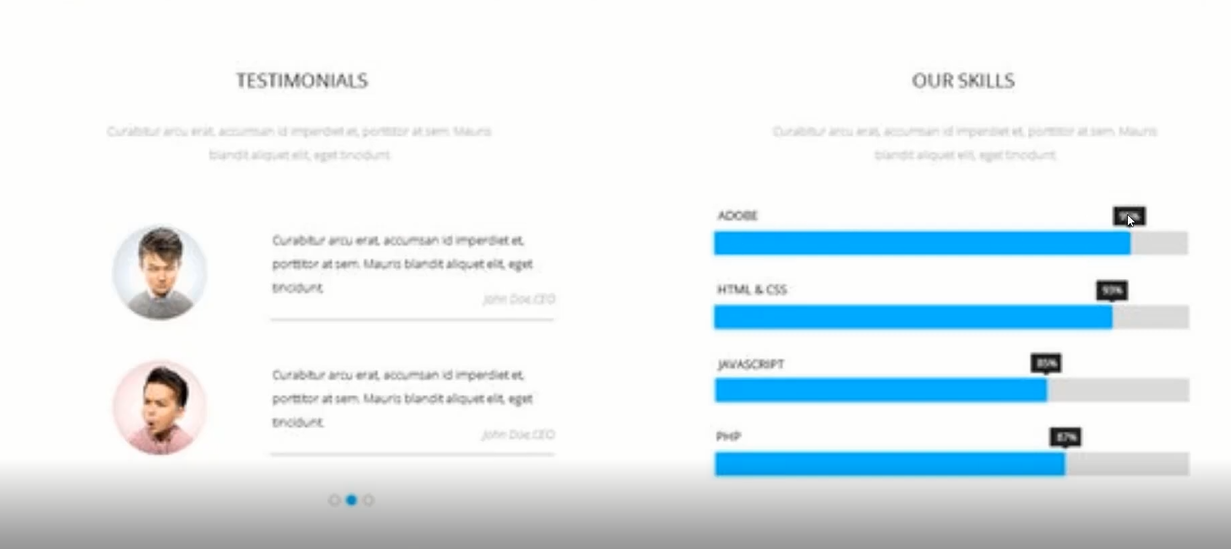 TESTIMONIALS
Curabitur arcu erat, accumsan id imperdiet et, porttitor at sem. Mauris
blandit aliquet elit, eget tincidunt.
Curabitur arcu erat, accumsan id imperdiet et,
porttitor at sem. Mauris blandit aliquet elit, eget
tincidunt.
John Doe.CEO
Curabitur arcu erat, accumsan id imperdiet et,
porttitor at sem. Mauris blandit aliquet elit, eget
tincidunt.
John Doe.CEO
OUR SKILLS
Curabitur arcu erat, accumsan id imperdiet et, porttitor at sem. Mauris
blandit aliquet elit, eget tincidunt.
ADOBE
HTML & CSS
93%
JAVASCRIPT
85%
PHP
87%